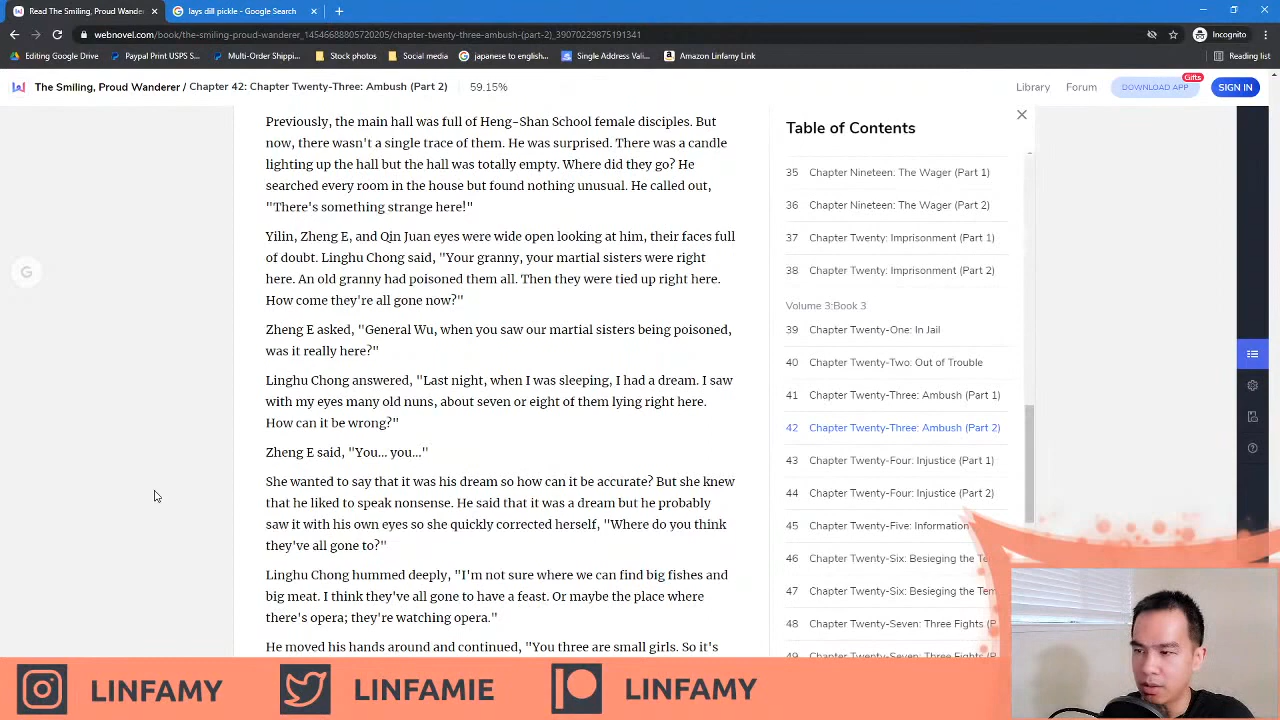 Read The Smiling, Proud Wande
lays dill pickle - Google Search
webnovel.com/book/the-smiling-proud-wanderer_14546688805720205/chapter-twenty-three-ambush-(part-2)_39070229875191341
Incognito
Editing Google Drive
Paypal Print USPS S...
Multi-Order Shippi...
Stock photos
Social media
japanese to english...
Single Address Vali...
Amazon Linfamy Link
Reading list
The Smiling, Proud Wanderer / Chapter 42: Chapter Twenty-Three: Ambush (Part 2)
59.15%
Library
Forum
DOWNLOAD APP
Gifts
SIGN IN
Previously, the main hall was full of Heng-Shan School female disciples. But
now, there wasn't a single trace of them. He was surprised. There was a candle
lighting up the hall but the hall was totally empty. Where did they go? He
searched every room in the house but found nothing unusual. He called out,
"There's something strange here!"
Yilin, Zheng E, and Qin Juan eyes were wide open looking at him, their faces full
of doubt. Linghu Chong said, "Your granny, your martial sisters were right
here. An old granny had poisoned them all. Then they were tied up right here.
How come they're all gone now?"
Zheng E asked, "General Wu, when you saw our martial sisters being poisoned,
was it really here?"
Linghu Chong answered, "Last night, when I was sleeping, I had a dream. I saw
with my eyes many old nuns, about seven or eight of them lying right here.
How can it be wrong?"
Zheng E said, "You... you..."
She wanted to say that it was his dream so how can it be accurate? But she knew
that he liked to speak nonsense. He said that it was a dream but he probably
saw it with his own eyes so she quickly corrected herself, "Where do you think
they've all gone to?"
Linghu Chong hummed deeply, "I'm not sure where we can find big fishes and
big meat. I think they've all gone to have a feast. Or maybe the place where
there's opera; they're watching opera."
He moved his hands around and continued, "You three are small girls. So it's
Table of Contents
35 Chapter Nineteen: The Wager (Part 1)
36 Chapter Nineteen: The Wager (Part 2)
37 Chapter Twenty: Imprisonment (Part 1)
38 Chapter Twenty: Imprisonment (Part 2)
Volume 3:Book 3
39 Chapter Twenty-One: In Jail
40 Chapter Twenty-Two: Out of Trouble
41 Chapter Twenty-Three: Ambush (Part 1)
42 Chapter Twenty-Three: Ambush (Part 2)
43 Chapter Twenty-Four: Injustice (Part 1)
44 Chapter Twenty-Four: Injustice (Part 2)
45 Chapter Twenty-Five: Information
46 Chapter Twenty-Six: Besieging the Te
47 Chapter Twenty-Six: Besieging the Tem
48 Chapter Twenty-Seven: Three Fights (P
49 Chapter Twenty-Seven: Three Fights (P
G
LINFAMY
LINFAMIE
LINFAMY